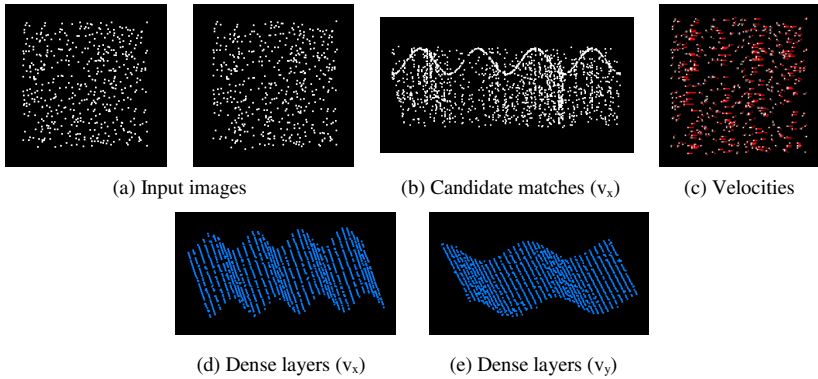 (a) Input images
(b) Candidate matches (vx)
(c) Velocities
(d) Dense layers (vx)
(e) Dense layers (vy)